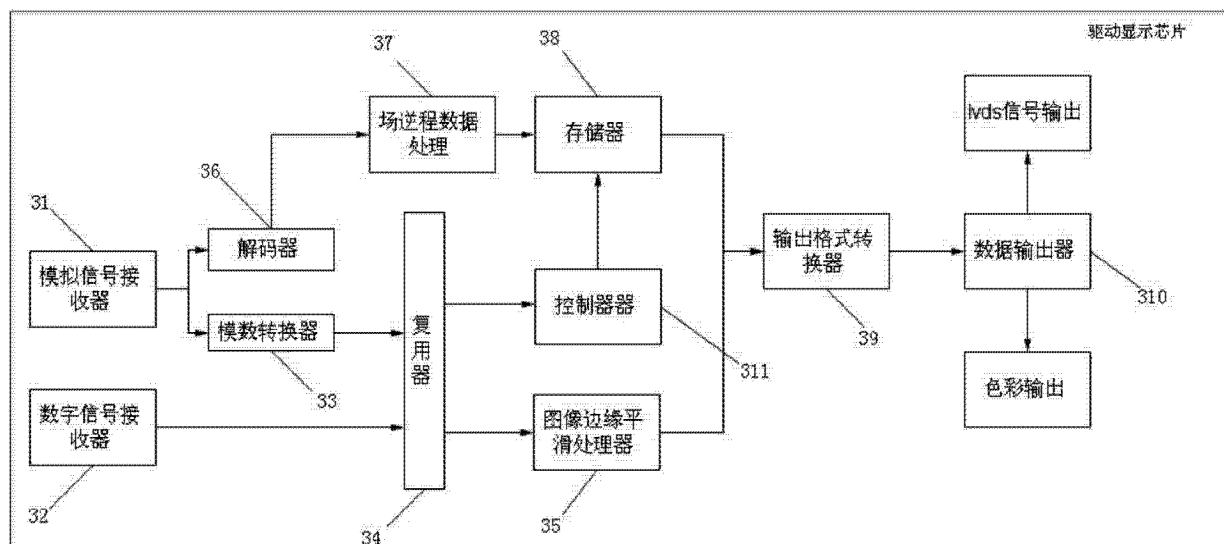 驱动显示芯片
37
38
场逆程数据
处理
存储器
lvds信号输出
36
31
解码器
模拟信号接
收器
模数转换器
33
复
用
器
控制器器
311
输出格式转
换器
39
数据输出器
310
数字信号接
收器
32
34
图像边缘平
滑处理器
35
色彩输出